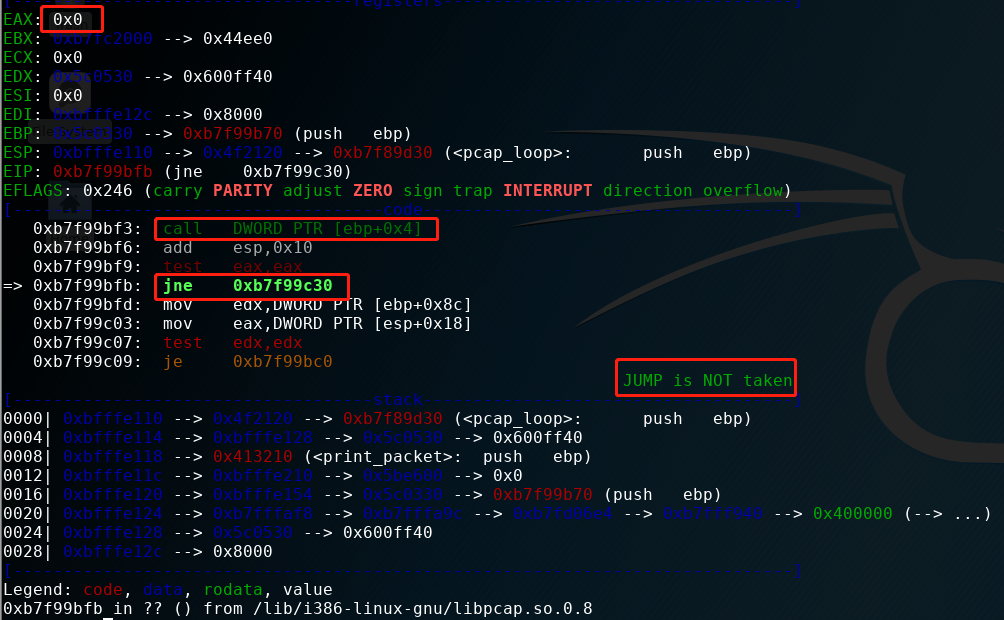 [----------------------------------registers-----------------------------------]
EAX: 0x0
EBX: 0xb7fc2000 --> 0x44ee0
ECX: 0x0
EDX: 0x5c0530 --> 0x600ff40
ESI: 0x0
EDI: 0xbfffe12c --> 0x8000
EBP: 0x5c0330 --> 0xb7f99b70 (push   ebp)
ESP: 0xbfffe110 --> 0x4f2120 --> 0xb7f89d30 (<pcap_loop>:       push   ebp)
EIP: 0xb7f99bfb (jne    0xb7f99c30)
EFLAGS: 0x246 (carry PARITY adjust ZERO sign trap INTERRUPT direction overflow)
[-------------------------------------code-------------------------------------]
   0xb7f99bf3: call   DWORD PTR [ebp+0x4]
   0xb7f99bf6: add    esp,0x10
   0xb7f99bf9: test   eax,eax
=> 0xb7f99bfb: jne    0xb7f99c30
   0xb7f99bfd: mov    edx,DWORD PTR [ebp+0x8c]
   0xb7f99c03: mov    eax,DWORD PTR [esp+0x18]
   0xb7f99c07: test   edx,edx
   0xb7f99c09: je     0xb7f99bc0
JUMP is NOT taken
[------------------------------------stack-------------------------------------]
0000| 0xbfffe110 --> 0x4f2120 --> 0xb7f89d30 (<pcap_loop>:       push   ebp)
0004| 0xbfffe114 --> 0xbfffe128 --> 0x5c0530 --> 0x600ff40
0008| 0xbfffe118 --> 0x413210 (<print_packet>:  push   ebp)
0012| 0xbfffe11c --> 0xbfffe210 --> 0x5be600 --> 0x0
0016| 0xbfffe120 --> 0xbfffe154 --> 0x5c0330 --> 0xb7f99b70 (push   ebp)
0020| 0xbfffe124 --> 0xb7fffaf8 --> 0xb7fffa9c --> 0xb7fd06e4 --> 0xb7fff940 --> 0x400000 (--> ...)
0024| 0xbfffe128 --> 0x5c0530 --> 0x600ff40
0028| 0xbfffe12c --> 0x8000
[------------------------------------------------------------------------------]
Legend: code, data, rodata, value
0xb7f99bfb in ?? () from /lib/i386-linux-gnu/libpcap.so.0.8